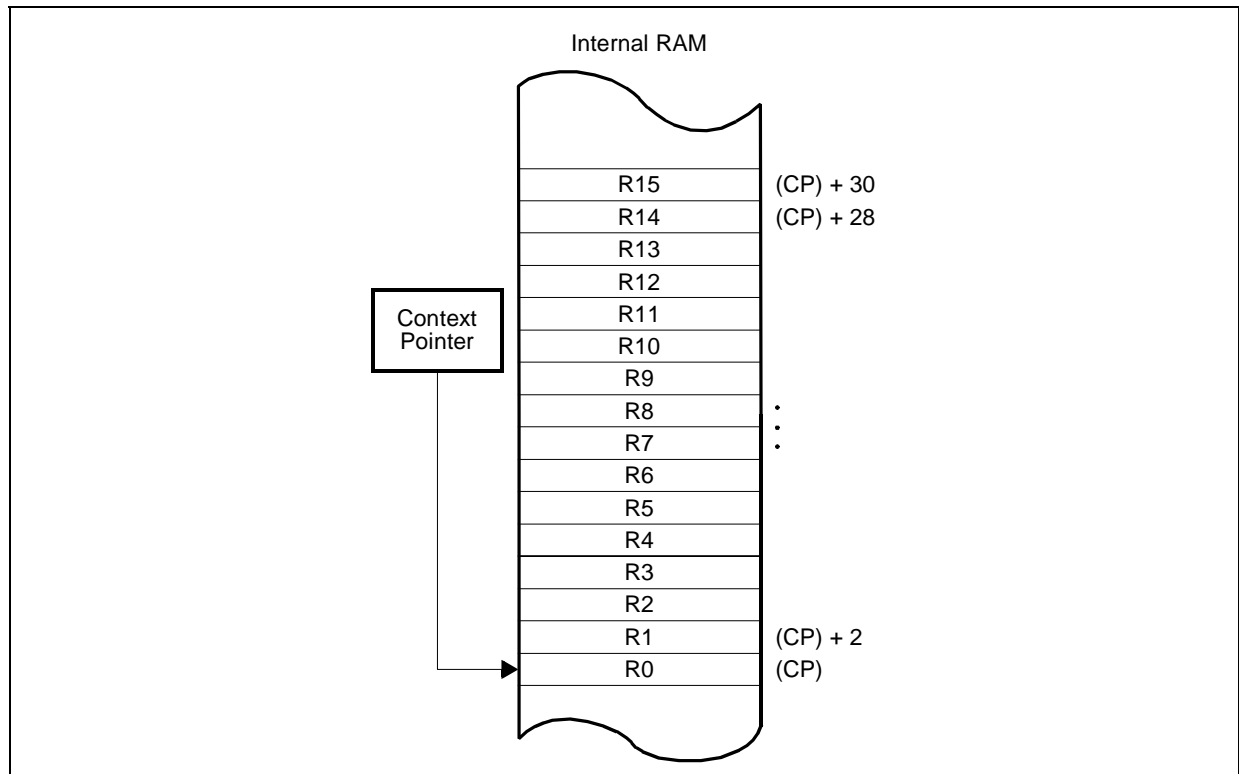 Internal RAM
R15 (CP) + 30
R14 (CP) + 28
R13
R12
Context
Pointer
R11
R10
R9
R8
R7
R6
R5
R4
R3
R2
R1 (CP) + 2
R0 (CP)